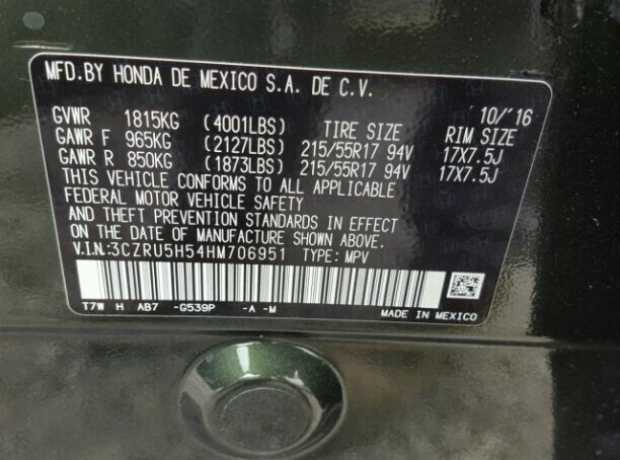 MFD.BY HONDA DE MEXICO S.A. DE C.V.
10/'16
GVWR 1815KG (4001LBS) TIRE SIZE RIM SIZE
GAWR F 965KG (2127LBS) 215/55R17 94V 17X7.5J
GAWR R 850KG (1873LBS) 215/55R17 94V 17X7.5J
THIS VEHICLE CONFORMS TO ALL APPLICABLE
FEDERAL MOTOR VEHICLE SAFETY
AND THEFT PREVENTION STANDARDS IN EFFECT
ON THE DATE OF MANUFACTURE SHOWN ABOVE.
V.I.N.:3CZRU5H54HM706951 TYPE: MPV
T7W H AB7 -G539P -A -M MADE IN MEXICO